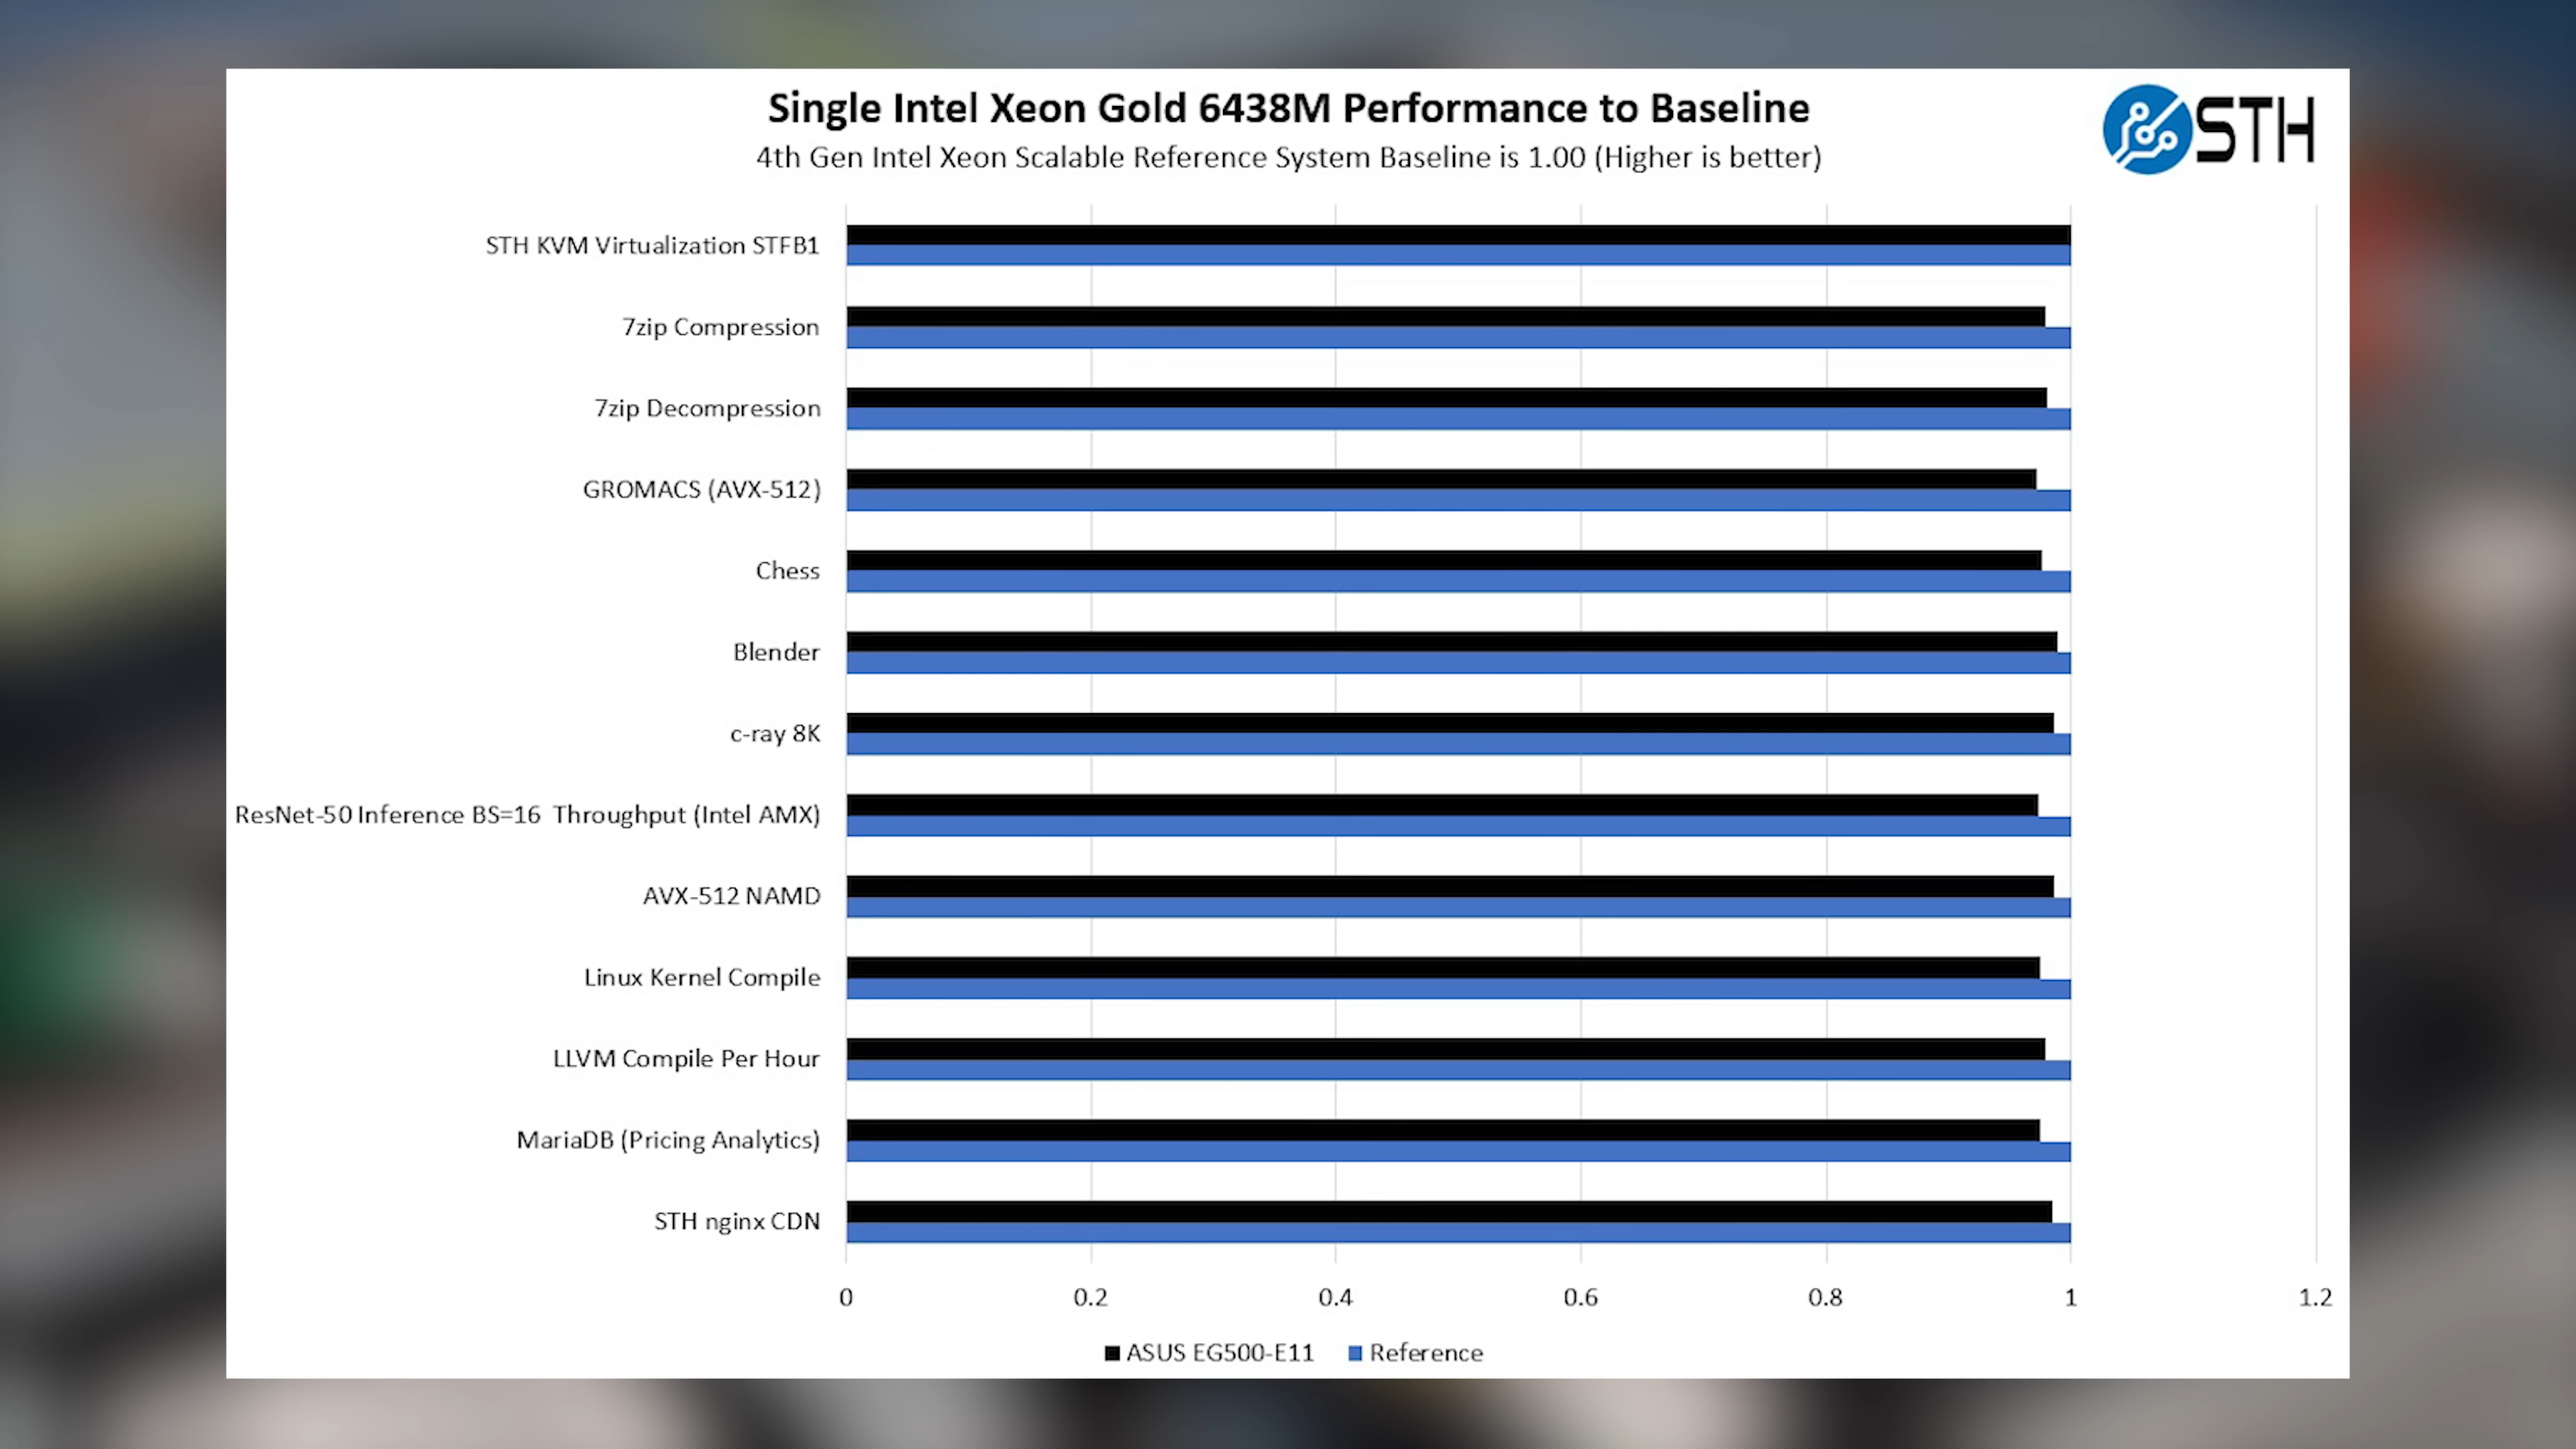 Single Intel Xeon Gold 6438M Performance to Baseline
4th Gen Intel Xeon Scalable Reference System Baseline is 1.00 (Higher is better)
STH
STH KVM Virtualization STFB1
7zip Compression
7zip Decompression
GROMACS (AVX-512)
Chess
Blender
c-ray 8K
ResNet-50 Inference BS=16 Throughput (Intel AMX)
AVX-512 NAMD
Linux Kernel Compile
LLVM Compile Per Hour
MariaDB (Pricing Analytics)
STH nginx CDN
0 0.2 0.4 0.6 0.8 1 1.2
ASUS EG500-E11 Reference